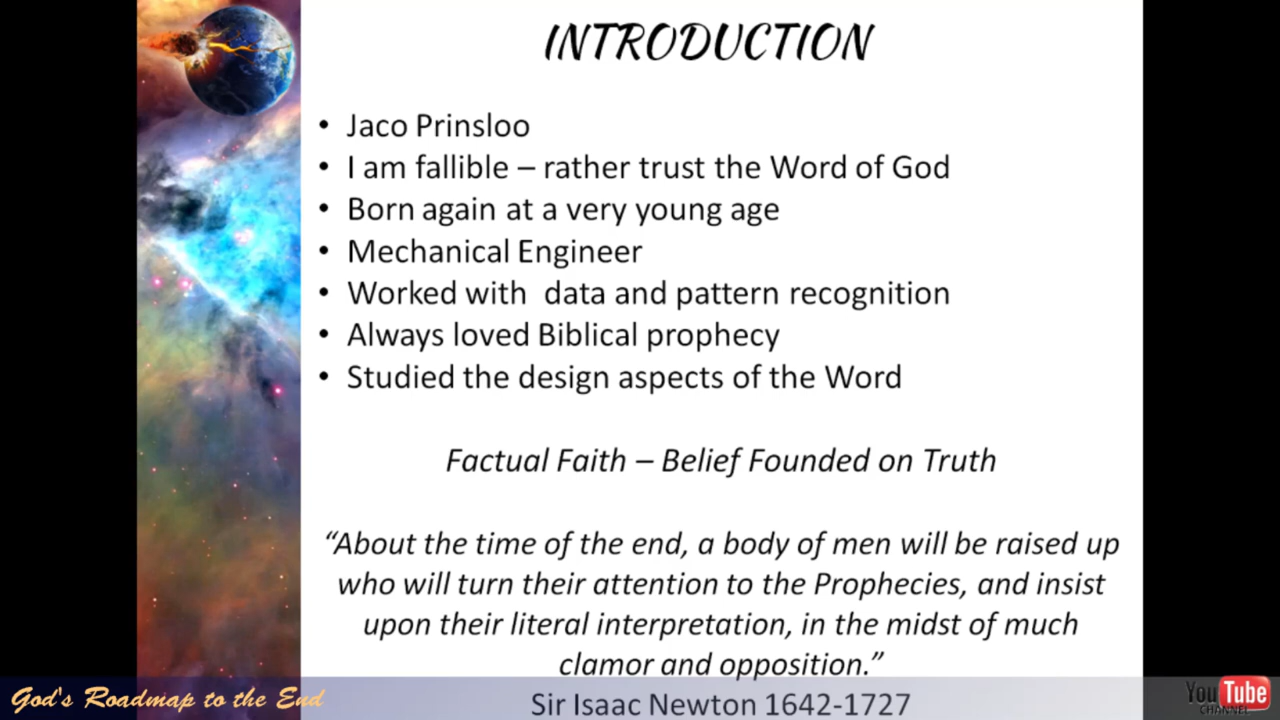 INTRODUCTION
• Jaco Prinsloo
• I am fallible – rather trust the Word of God
• Born again at a very young age
• Mechanical Engineer
• Worked with data and pattern recognition
• Always loved Biblical prophecy
• Studied the design aspects of the Word
Factual Faith – Belief Founded on Truth
“About the time of the end, a body of men will be raised up
who will turn their attention to the Prophecies, and insist
upon their literal interpretation, in the midst of much
clamor and opposition.”
Sir Isaac Newton 1642-1727
God's Roadmap to the End
YouTube
CHANNEL